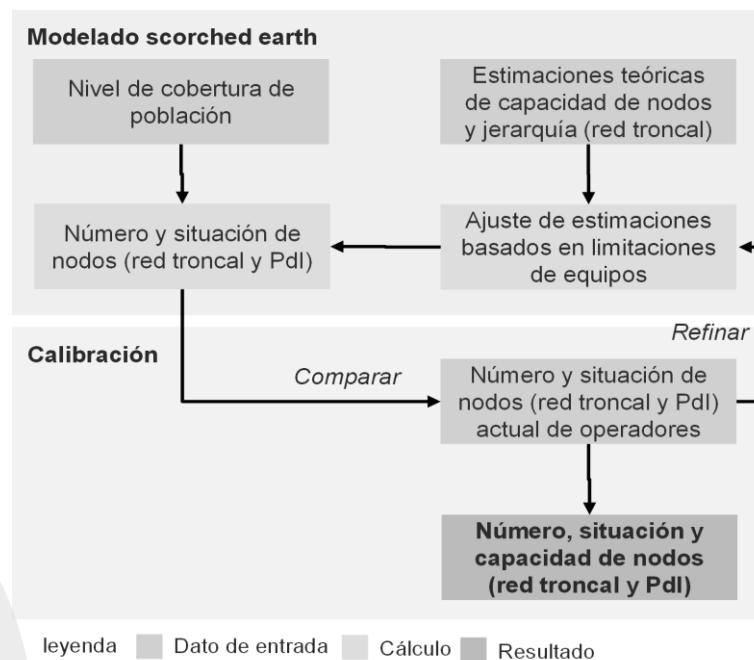 Modelado scorched earth
Nivel de cobertura de
población
Estimaciones teóricas
de capacidad de nodos
y jerarquía (red troncal)
Número y situación de
nodos (red troncal y PdI)
Ajuste de estimaciones
basados en limitaciones
de equipos
Refinar
Calibración
Comparar
Número y situación de
nodos (red troncal y PdI)
actual de operadores
Número, situación y
capacidad de nodos
(red troncal y PdI)
leyenda Dato de entrada Cálculo Resultado